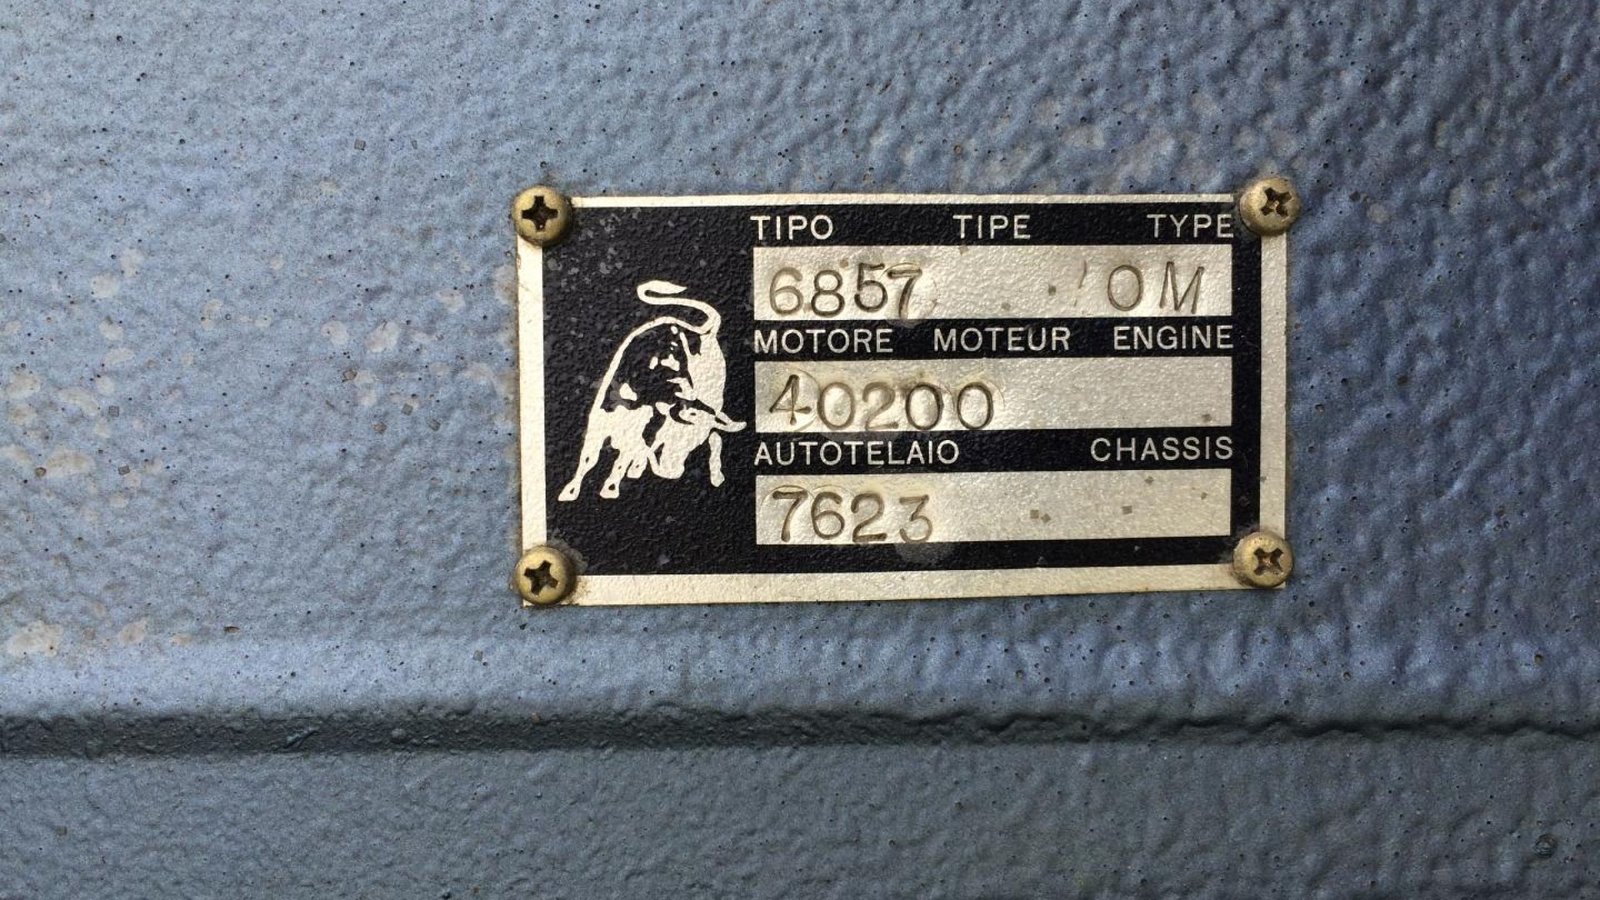 TIPO TIPE TYPE
6857 OM
MOTORE MOTEUR ENGINE
40200
AUTOTELAIO CHASSIS
7623